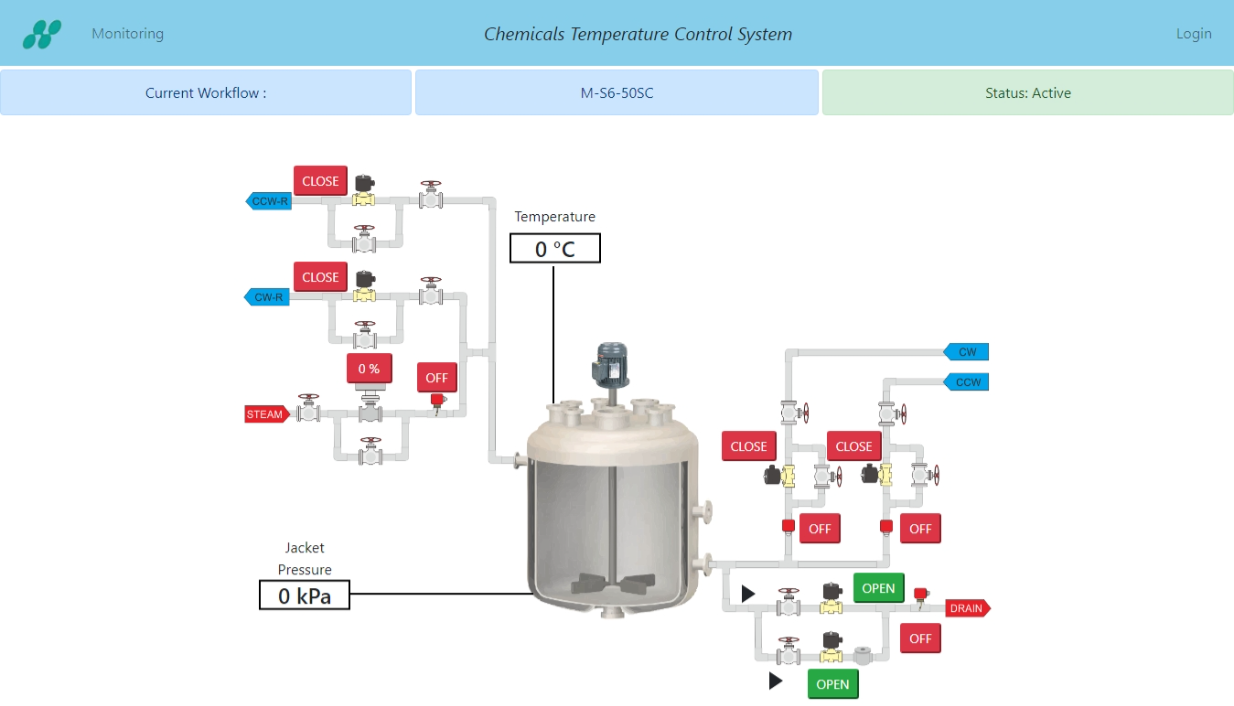 Monitoring
Chemicals Temperature Control System
Login
Current Workflow :
M-S6-50SC
Status: Active
CLOSE
CCW-R
Temperature
0 °C
CLOSE
CW-R
0 %
OFF
STEAM
CW
CCW
CLOSE
CLOSE
OFF
OFF
Jacket
Pressure
0 kPa
OPEN
DRAIN
OFF
OPEN